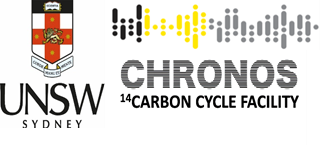 UNSW
SYDNEY
CHRONOS
¹⁴CARBON CYCLE FACILITY